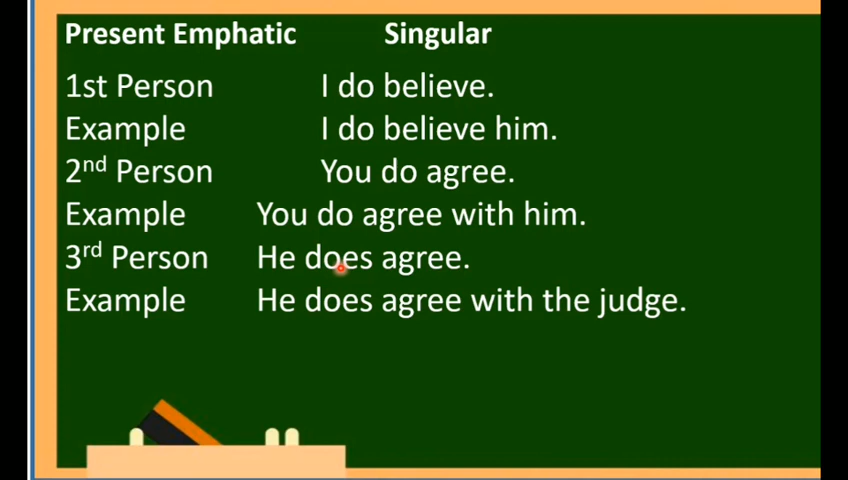 Present Emphatic Singular
1st Person I do believe.
Example I do believe him.
2nd Person You do agree.
Example You do agree with him.
3rd Person He does agree.
Example He does agree with the judge.